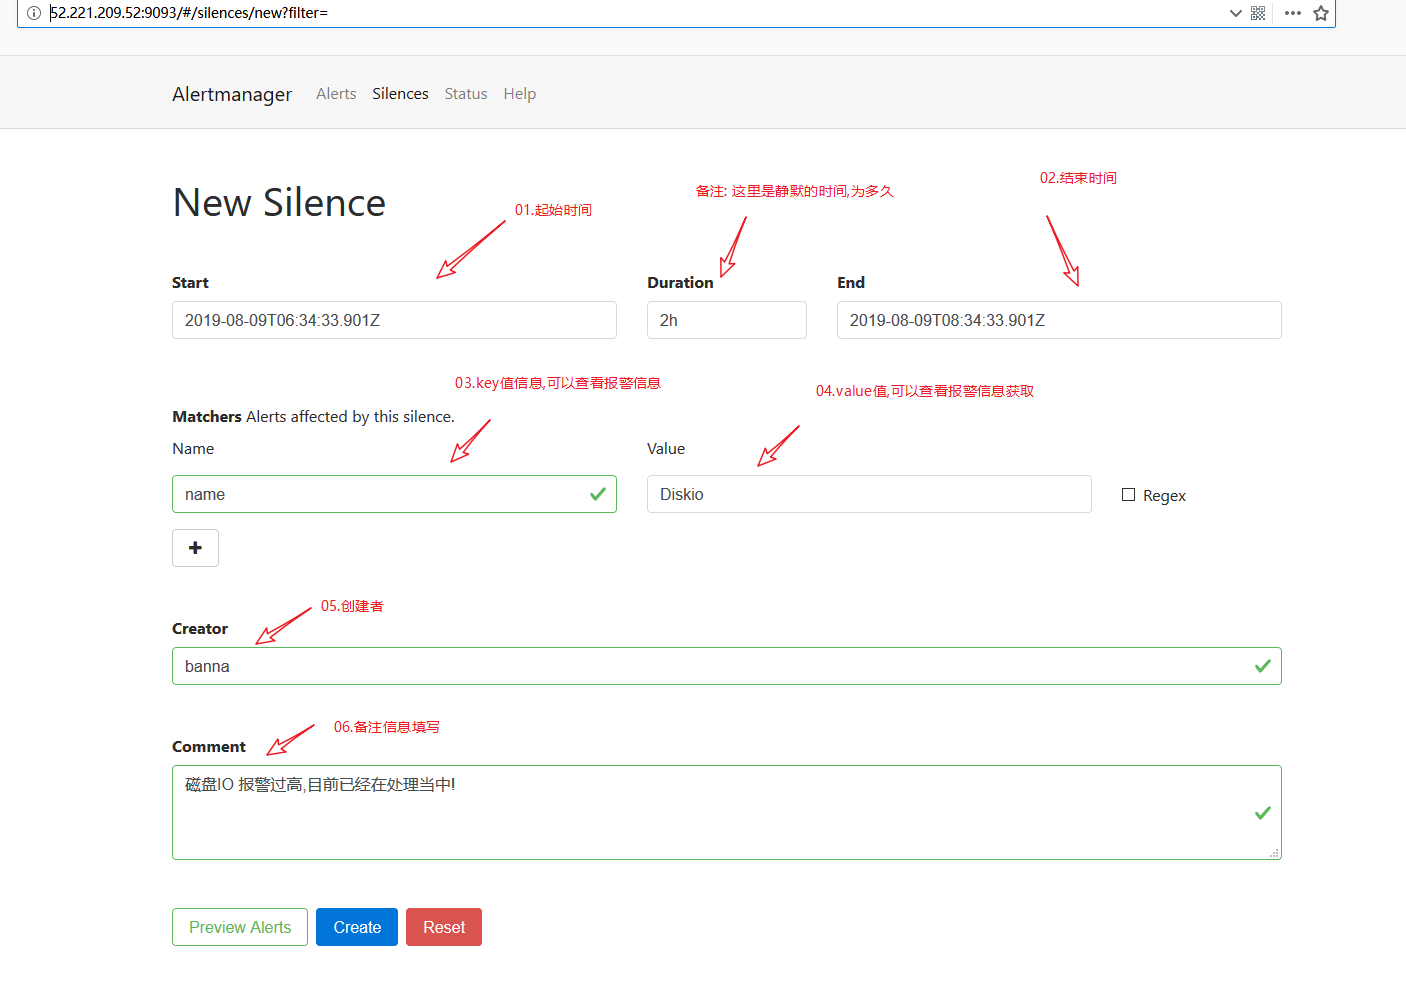 52.221.209.52:9093/#/silences/new?filter=
Alertmanager Alerts Silences Status Help
New Silence
01.起始时间
备注: 这里是静默的时间,为多久
02.结束时间
Start
Duration
End
2019-08-09T06:34:33.901Z
2h
2019-08-09T08:34:33.901Z
03.key值信息,可以查看报警信息
04.value值,可以查看报警信息获取
Matchers Alerts affected by this silence.
Name
Value
name
Diskio
Regex
05.创建者
Creator
banna
06.备注信息填写
Comment
磁盘IO 报警过高,目前已经在处理当中!
Preview Alerts
Create
Reset